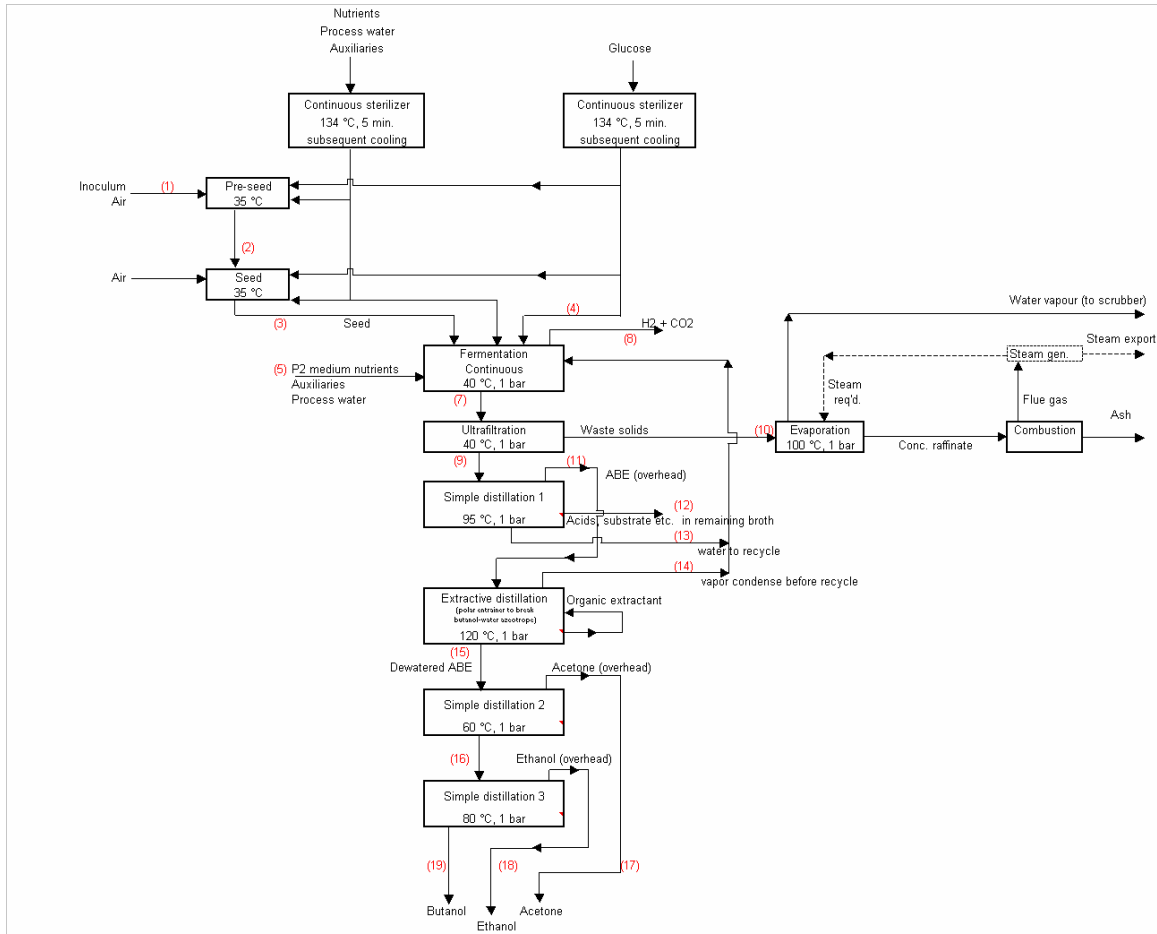 Nutrients
Process water
Auxiliaries
Glucose
Continuous sterilizer
134 °C, 5 min.
subsequent cooling
Continuous sterilizer
134 °C, 5 min.
subsequent cooling
Inoculum
Air
(1)
Pre-seed
35 °C
(2)
Air
Seed
35 °C
(3)
Seed
(4)
H2 + CO2
(8)
Water vapour (to scrubber)
Steam export
Steam gen.
(5) P2 medium nutrients
Auxiliaries
Process water
Fermentation
Continuous
40 °C, 1 bar
Steam
req'd.
Flue gas
Ash
(7)
Ultrafiltration
40 °C, 1 bar
Waste solids
(10)
Evaporation
100 °C, 1 bar
Conc. raffinate
Combustion
(9)
(11)
ABE (overhead)
Simple distillation 1
95 °C, 1 bar
(12)
Acids, substrate etc. in remaining broth
(13)
water to recycle
(14)
vapor condense before recycle
Extractive distillation
(polar entrainer to break
butanol-water azeotrope)
120 °C, 1 bar
Organic extractant
(15)
Dewatered ABE
Acetone (overhead)
Simple distillation 2
60 °C, 1 bar
(16)
Ethanol (overhead)
Simple distillation 3
80 °C, 1 bar
(19)
(18)
(17)
Butanol
Ethanol
Acetone